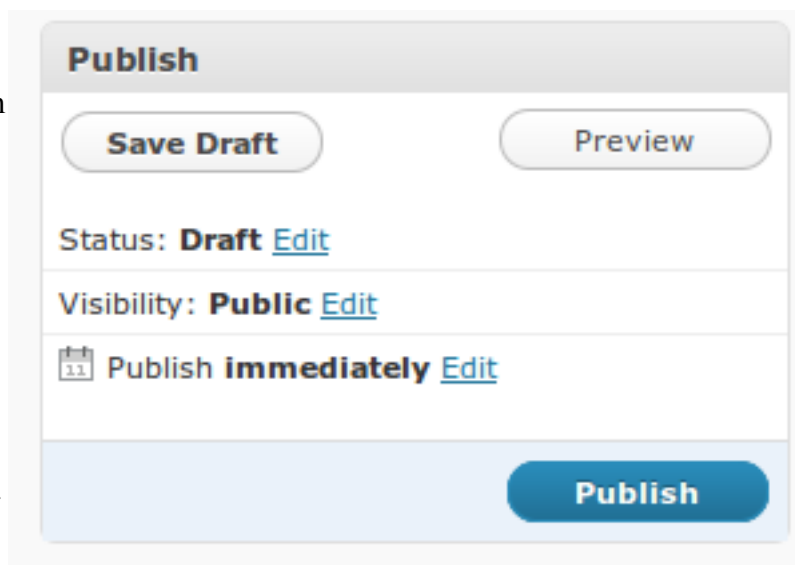 Publish
Save Draft Preview
Status: Draft Edit
Visibility: Public Edit
11 Publish immediately Edit
Publish